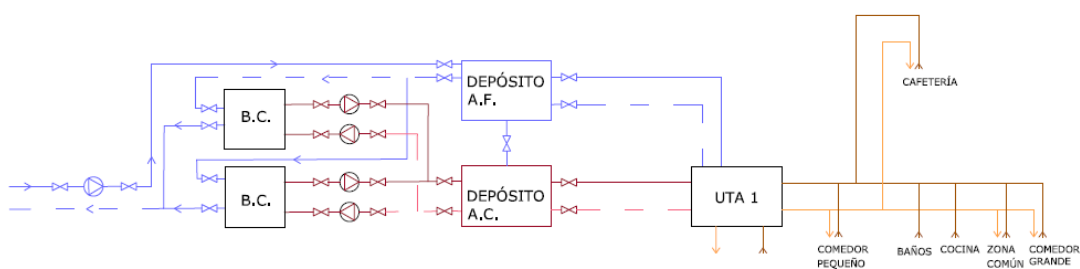 CAFETERÍA
DEPÓSITO
A.F.
B.C.
B.C.
DEPÓSITO
A.C.
UTA 1
COMEDOR
PEQUEÑO
BAÑOS
COCINA
ZONA
COMÚN
COMEDOR
GRANDE